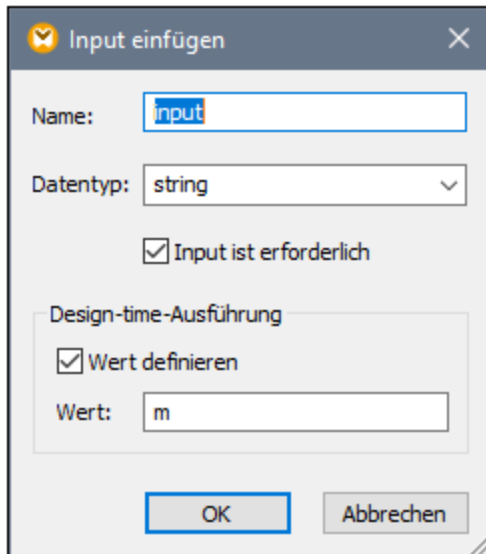 Input einfügen
Name: input
Datentyp: string
Input ist erforderlich
Design-time-Ausführung
Wert definieren
Wert: m
OK Abbrechen